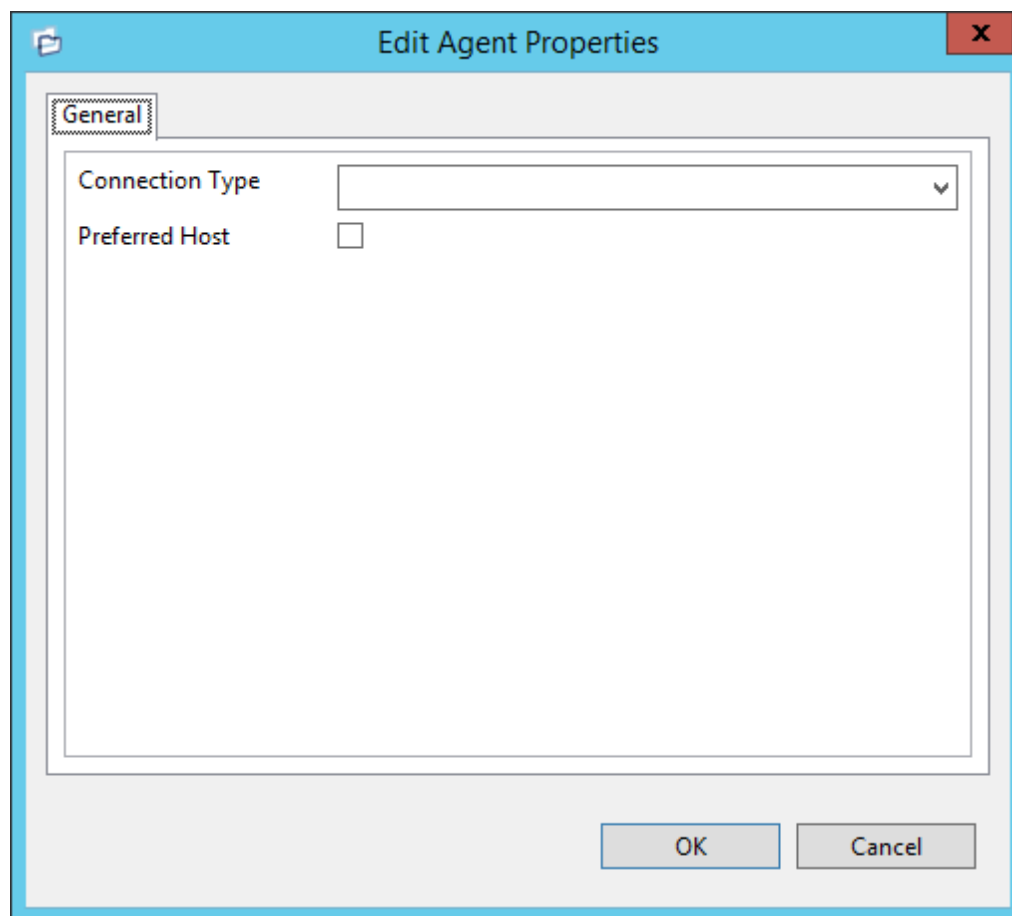 Edit Agent Properties
x
General
Connection Type
Preferred Host
OK Cancel